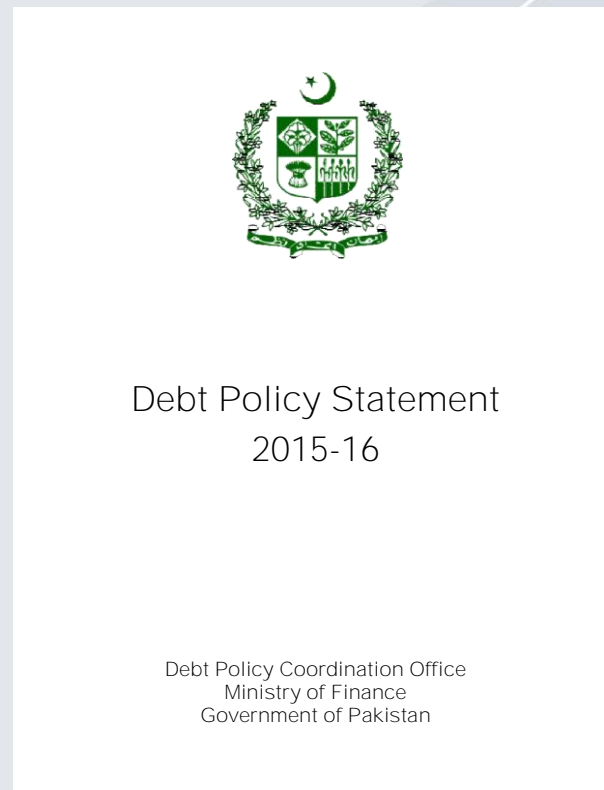 Debt Policy Statement
2015-16
Debt Policy Coordination Office
Ministry of Finance
Government of Pakistan